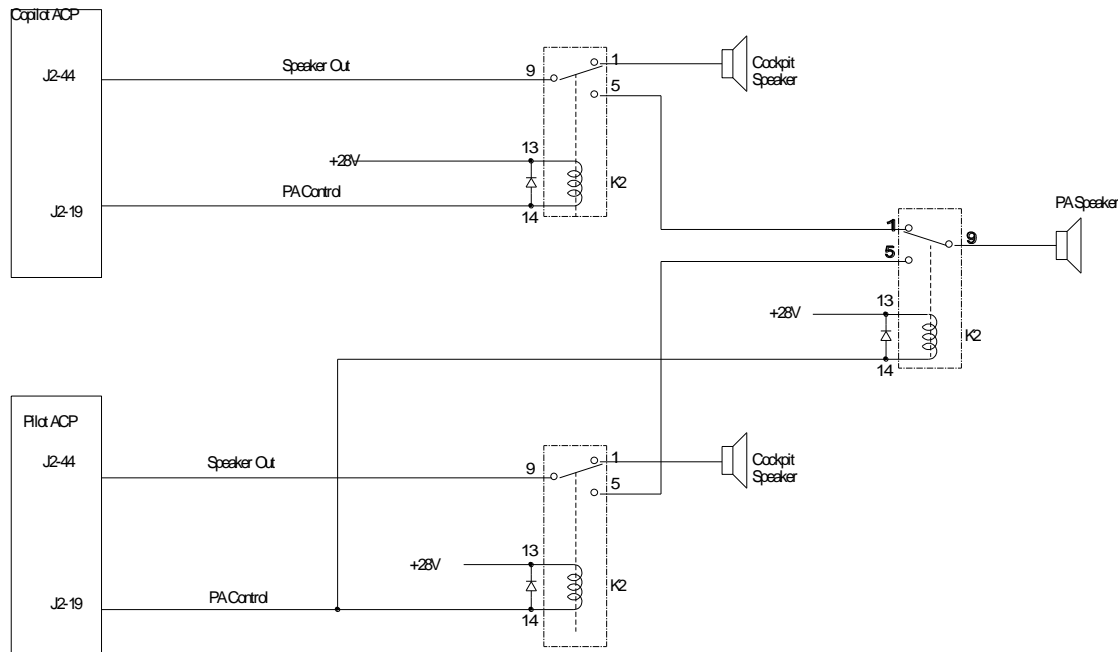 Copilot ACP
J2-44
Speaker Out
9
1
5
Cockpit
Speaker
13
+28V
K2
PA Control
14
J2-19
PA Speaker
1
9
5
13
+28V
K2
14
Pilot ACP
J2-44
Speaker Out
9
1
5
Cockpit
Speaker
13
+28V
K2
PA Control
14
J2-19